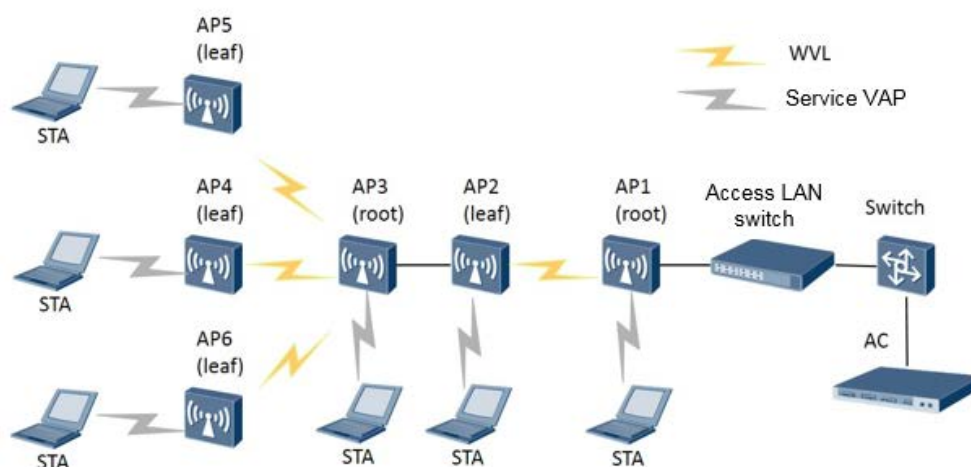 AP5
(leaf)
WVL
Service VAP
STA
AP4
(leaf)
AP3
(root)
AP2
(leaf)
AP1
(root)
Access LAN
switch
Switch
STA
AP6
(leaf)
AC
STA
STA
STA
STA